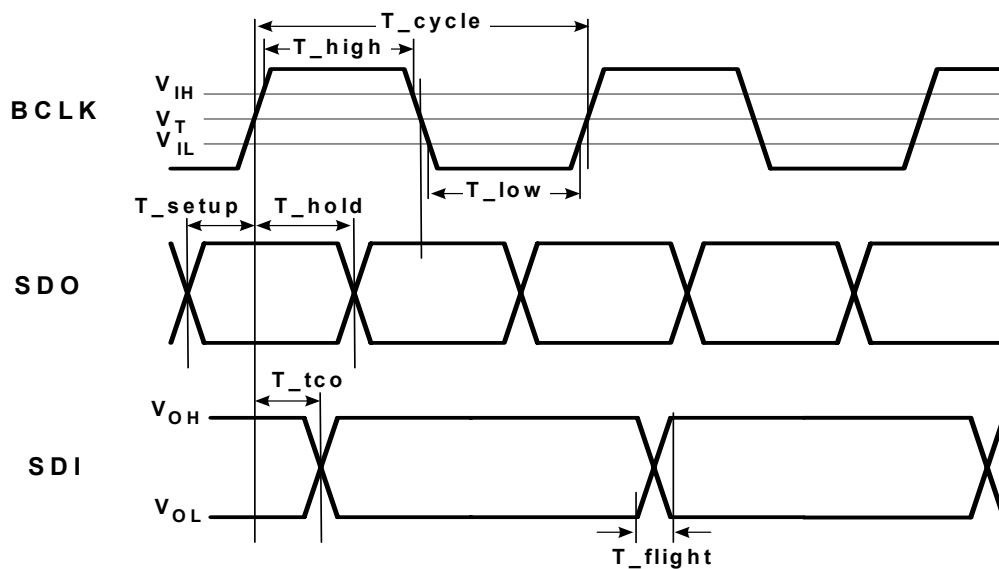 T_cycle
T_high
BCLK
VIH
VT
VIL
T_low
T_setup
T_hold
SDO
T_tco
VOH
SDI
VOL
T_flight